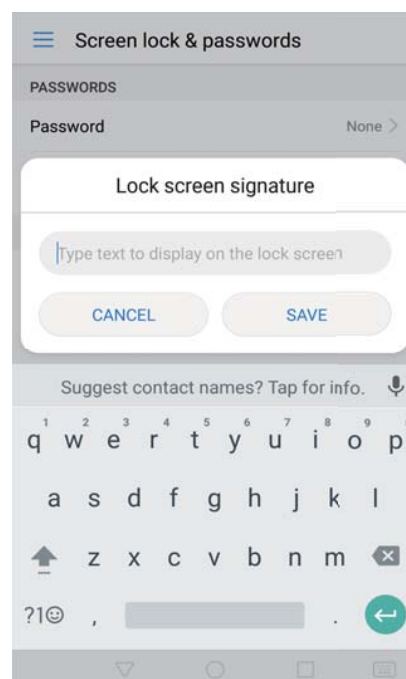 Screen lock & passwords
PASSWORDS
Password None
Lock screen signature
Type text to display on the lock screen
CANCEL SAVE
Suggest contact names? Tap for info.
1 2 3 4 5 6 7 8 9
q w e r t y u i o p
a s d f g h j k l
z x c v b n m
?1☺ , .